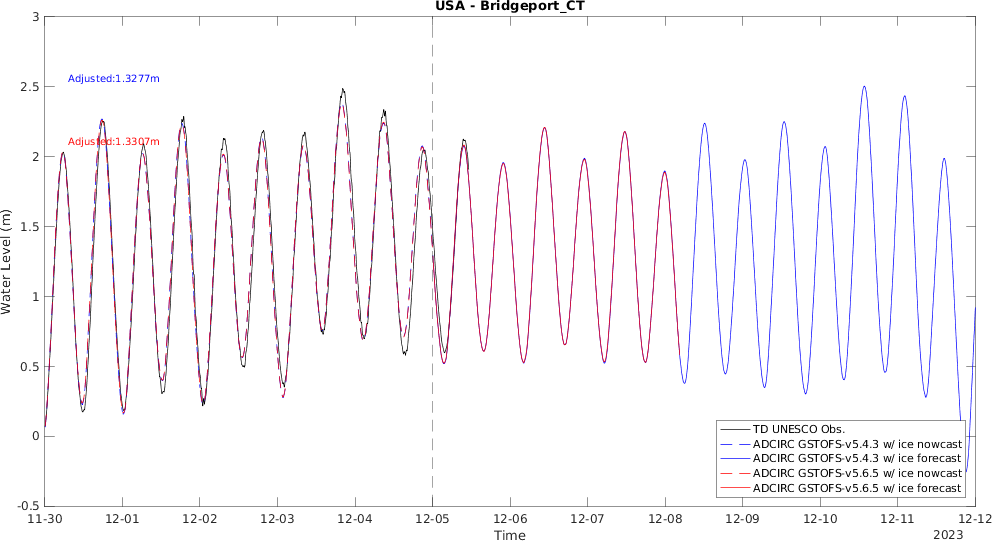 USA - Bridgeport_CT
3
2.5
2
1.5
1
0.5
0
-0.5
Water Level (m)
Adjusted:1.3277m
Adjusted:1.3307m
TD UNESCO Obs.
ADCIRC GSTOFS-v5.4.3 w/ ice nowcast
ADCIRC GSTOFS-v5.4.3 w/ ice forecast
ADCIRC GSTOFS-v5.6.5 w/ ice nowcast
ADCIRC GSTOFS-v5.6.5 w/ ice forecast
11-30 12-01 12-02 12-03 12-04 12-05 12-06 12-07 12-08 12-09 12-10 12-11 12-12
Time
2023